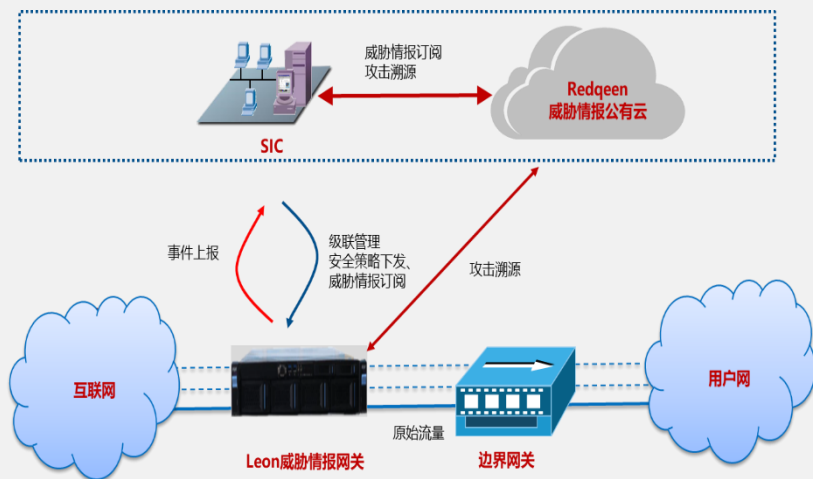 威胁情报订阅
攻击溯源
Redqeen
威胁情报公有云
SIC
事件上报
级联管理
安全策略下发、
威胁情报订阅
攻击溯源
互联网
用户网
原始流量
Leon威胁情报网关
边界网关